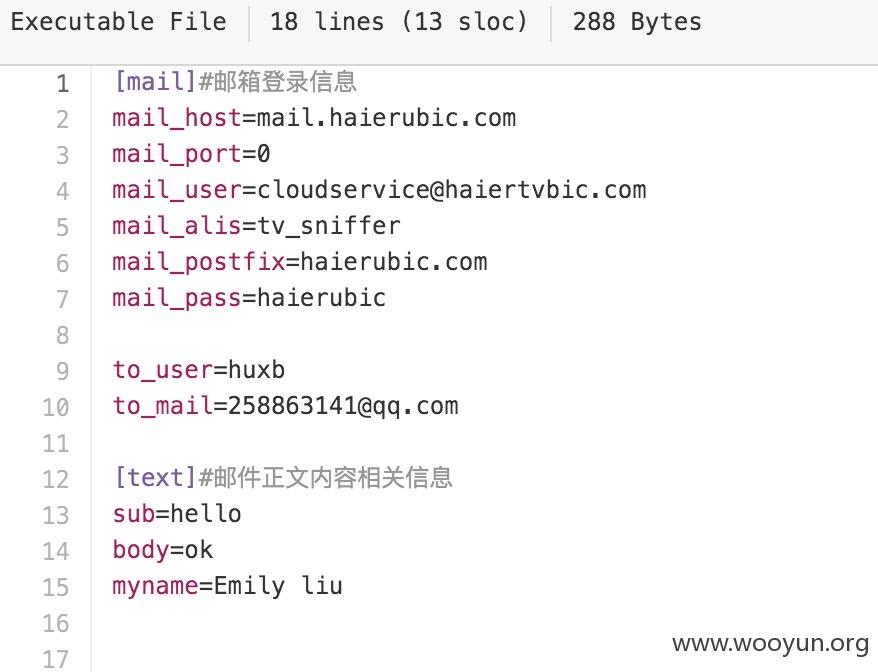 Executable File 18 lines (13 sloc) 288 Bytes
1 [mail]#邮箱登录信息
2 mail_host=mail.haierubic.com
3 mail_port=0
4 mail_user=cloudservice@haiertvbic.com
5 mail_alis=tv_sniffer
6 mail_postfix=haierubic.com
7 mail_pass=haierubic
8
9 to_user=huxb
10 to_mail=258863141@qq.com
11
12 [text]#邮件正文内容相关信息
13 sub=hello
14 body=ok
15 myname=Emily liu
16
17
www.wooyun.org